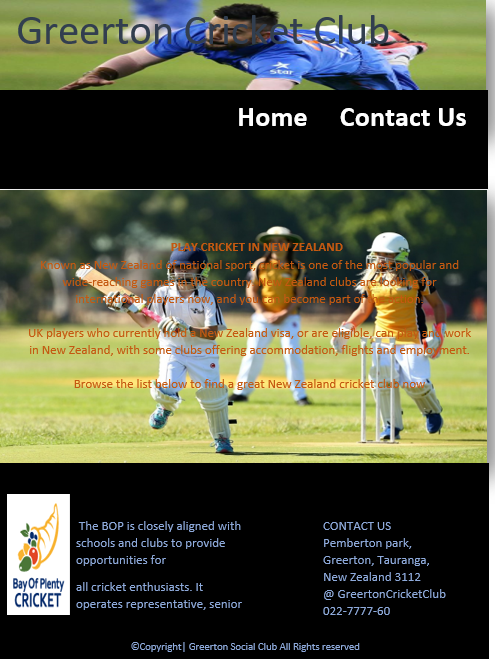 Greerton Cricket Club
star
Home Contact Us
PLAY CRICKET IN NEW ZEALAND
Known as New Zealand of national sport, cricket is one of the most popular and
wide-reaching games in the country. New Zealand clubs are looking for
international players now, and you can become part of the action!
UK players who currently hold a New Zealand visa, or are eligible, can play and work
in New Zealand, with some clubs offering accommodation, flights and employment.
Browse the list below to find a great New Zealand cricket club now.
Bay Of Plenty
CRICKET
The BOP is closely aligned with
schools and clubs to provide
opportunities for
all cricket enthusiasts. It
operates representative, senior
CONTACT US
Pemberton park,
Greerton, Tauranga,
New Zealand 3112
@ GreertonCricketClub
022-7777-60
©Copyright| Greerton Social Club All Rights reserved